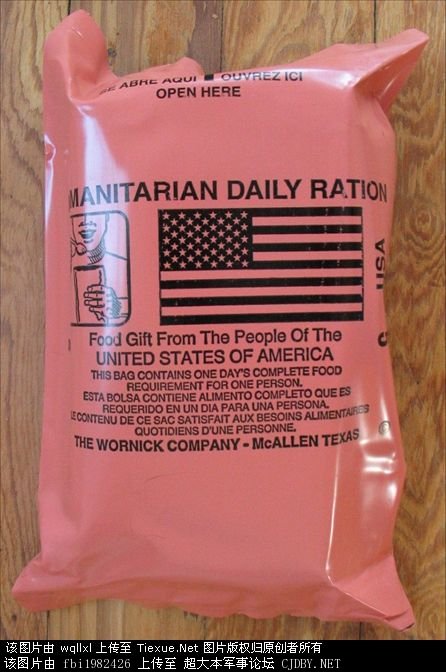 SE ABRE AQUI ▪ OUVREZ ICI
OPEN HERE
MANITARIAN DAILY RATION
USA
Food Gift From The People Of The
UNITED STATES OF AMERICA
THIS BAG CONTAINS ONE DAY'S COMPLETE FOOD
REQUIREMENT FOR ONE PERSON.
ESTA BOLSA CONTIENE ALIMENTO COMPLETO QUE ES
REQUERIDO EN UN DIA PARA UNA PERSONA.
LE CONTENU DE CE SAC SATISFAIT AUX BESOINS ALIMENTAIRES
QUOTIDIENS D'UNE PERSONNE.
THE WORNICK COMPANY - McALLEN TEXAS
该图片由 wqllxl 上传至 Tiexue.Net 图片版权归原创者所有
该图片由 fbi1982426 上传至 超大本军事论坛 CJDBY.NET